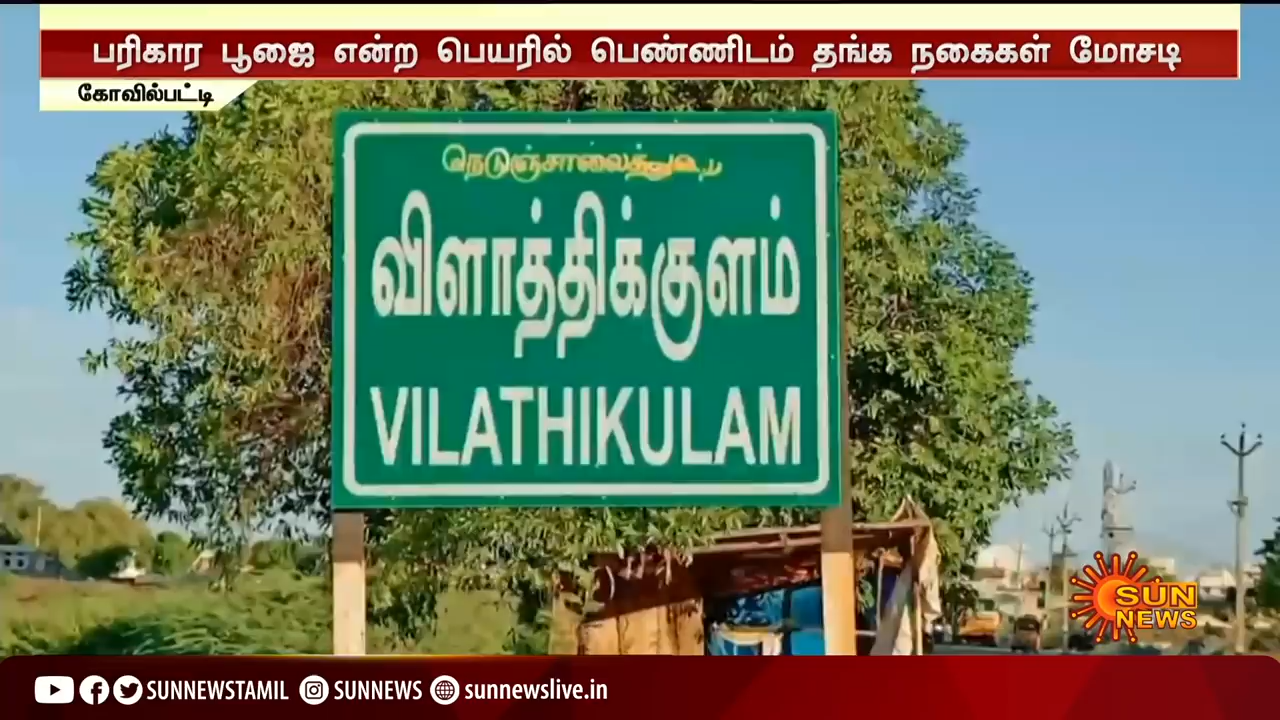 பரிகார பூஜை என்ற பெயரில் பெண்ணிடம் தங்க நகைகள் மோசடி
கோவில்பட்டி
விளாத்திக்குளம்
VILATHIKULAM
SUN
NEWS
SUNNEWSTAMIL SUNNEWS sunnewslive.in